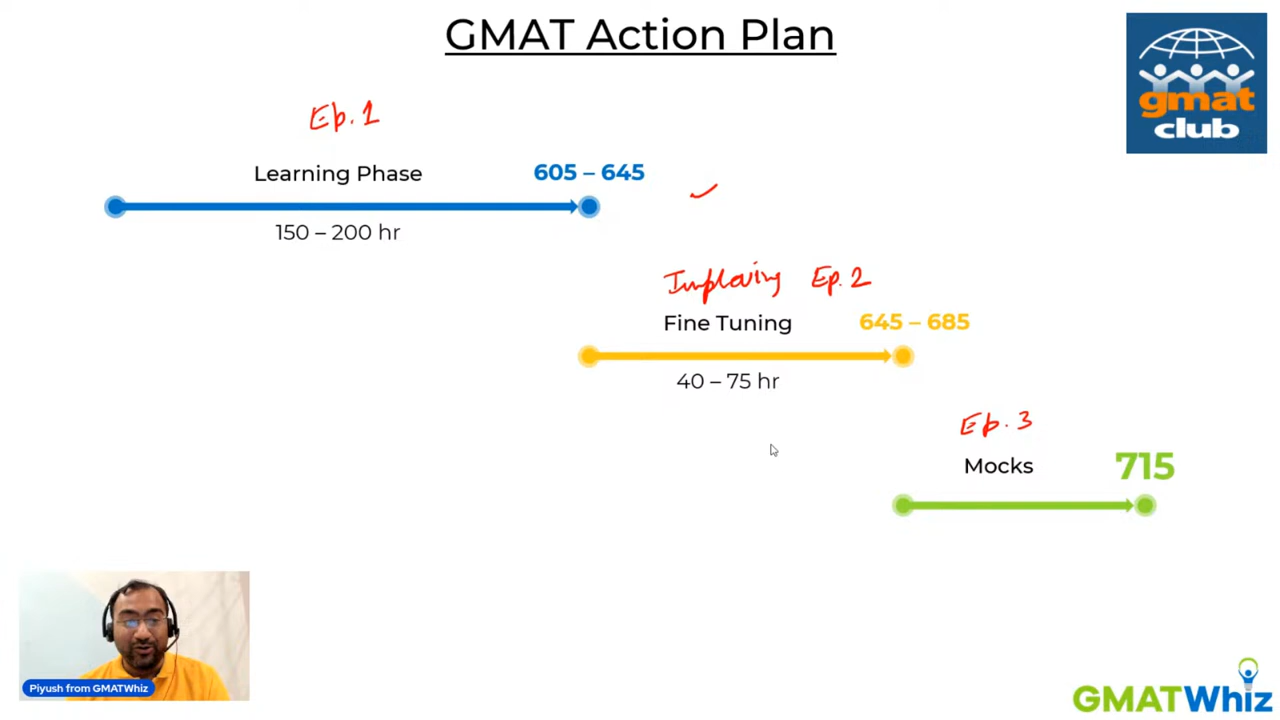 GMAT Action Plan
gmat
club
Ep. 1
Learning Phase
605 – 645
150 – 200 hr
Improving Ep. 2
Fine Tuning
645 – 685
40 – 75 hr
Ep. 3
Mocks
715
Piyush from GMATWhiz
GMATWhiz